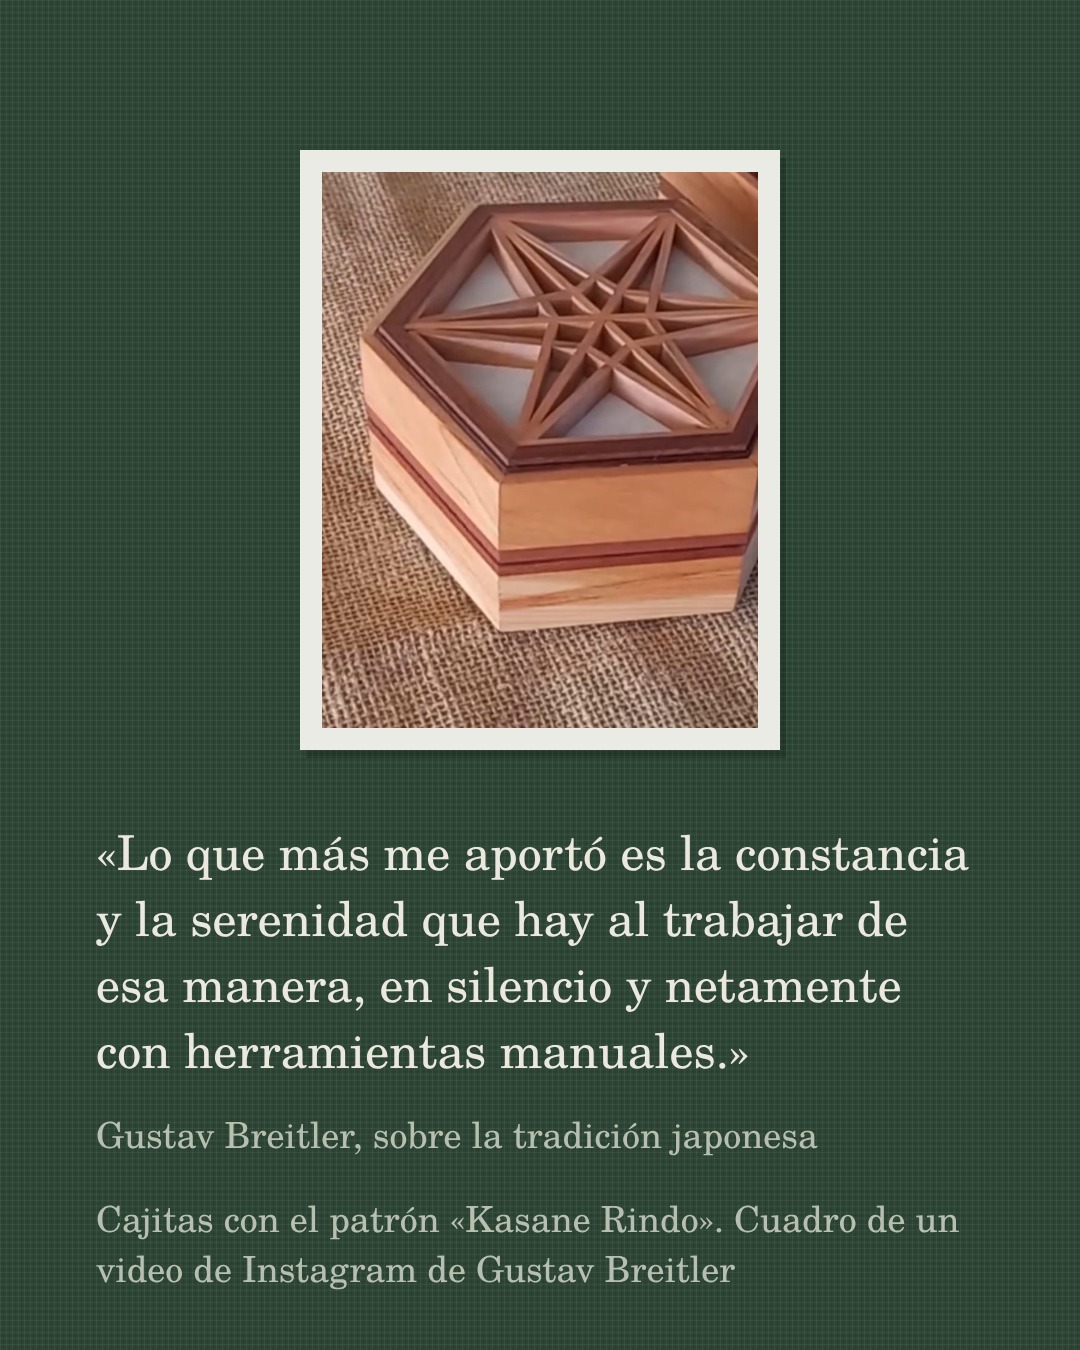 «Lo que más me aportó es la constancia
y la serenidad que hay al trabajar de
esa manera, en silencio y netamente
con herramientas manuales.»
Gustav Breitler, sobre la tradición japonesa
Cajitas con el patrón «Kasane Rindo». Cuadro de un
video de Instagram de Gustav Breitler